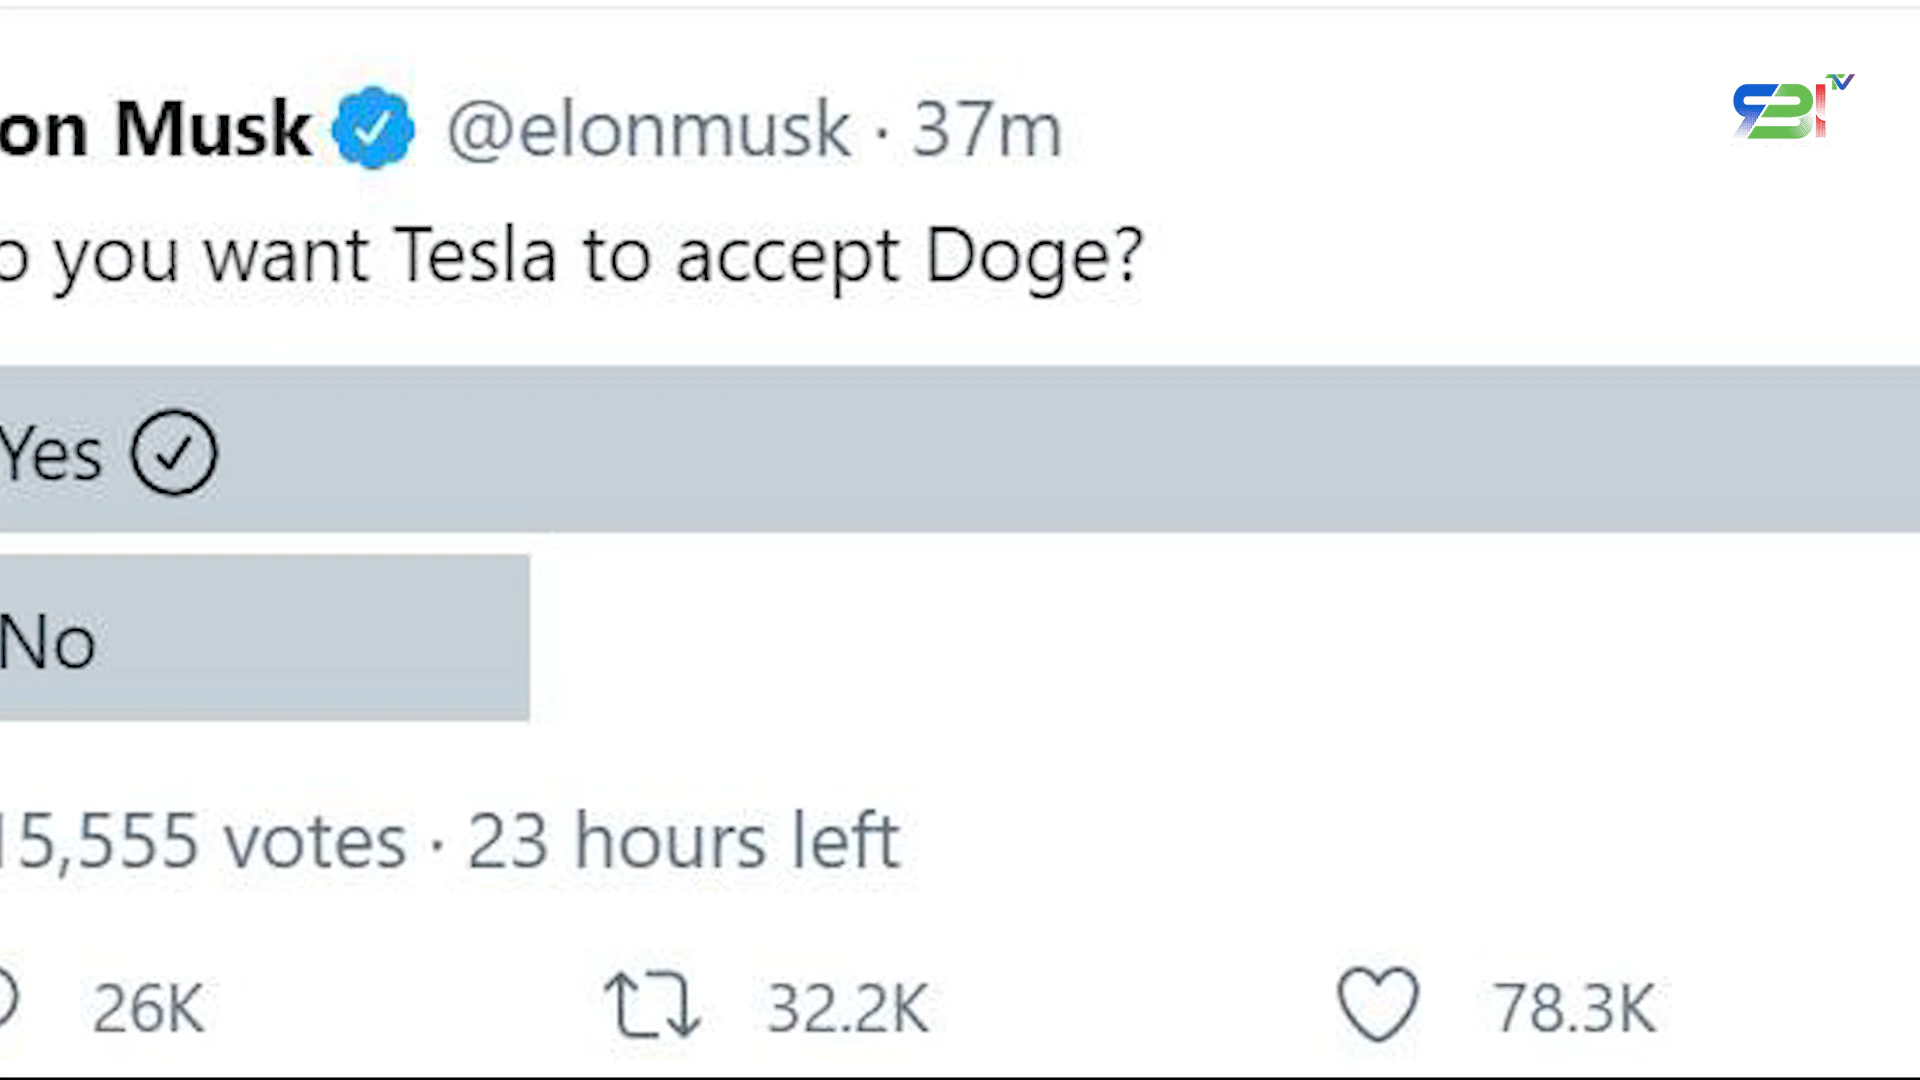 on Musk @elonmusk · 37m
TV
o you want Tesla to accept Doge?
Yes
No
15,555 votes · 23 hours left
26K 32.2K 78.3K